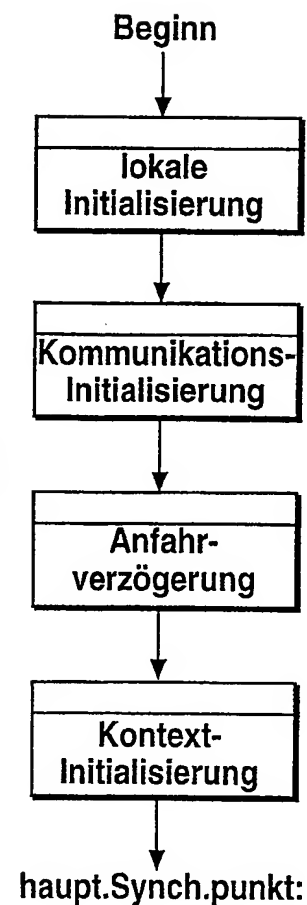 Beginn
lokale
Initialisierung
Kommunikations-
Initialisierung
Anfahr-
verzögerung
Kontext-
Initialisierung
haupt.Synch.punkt: